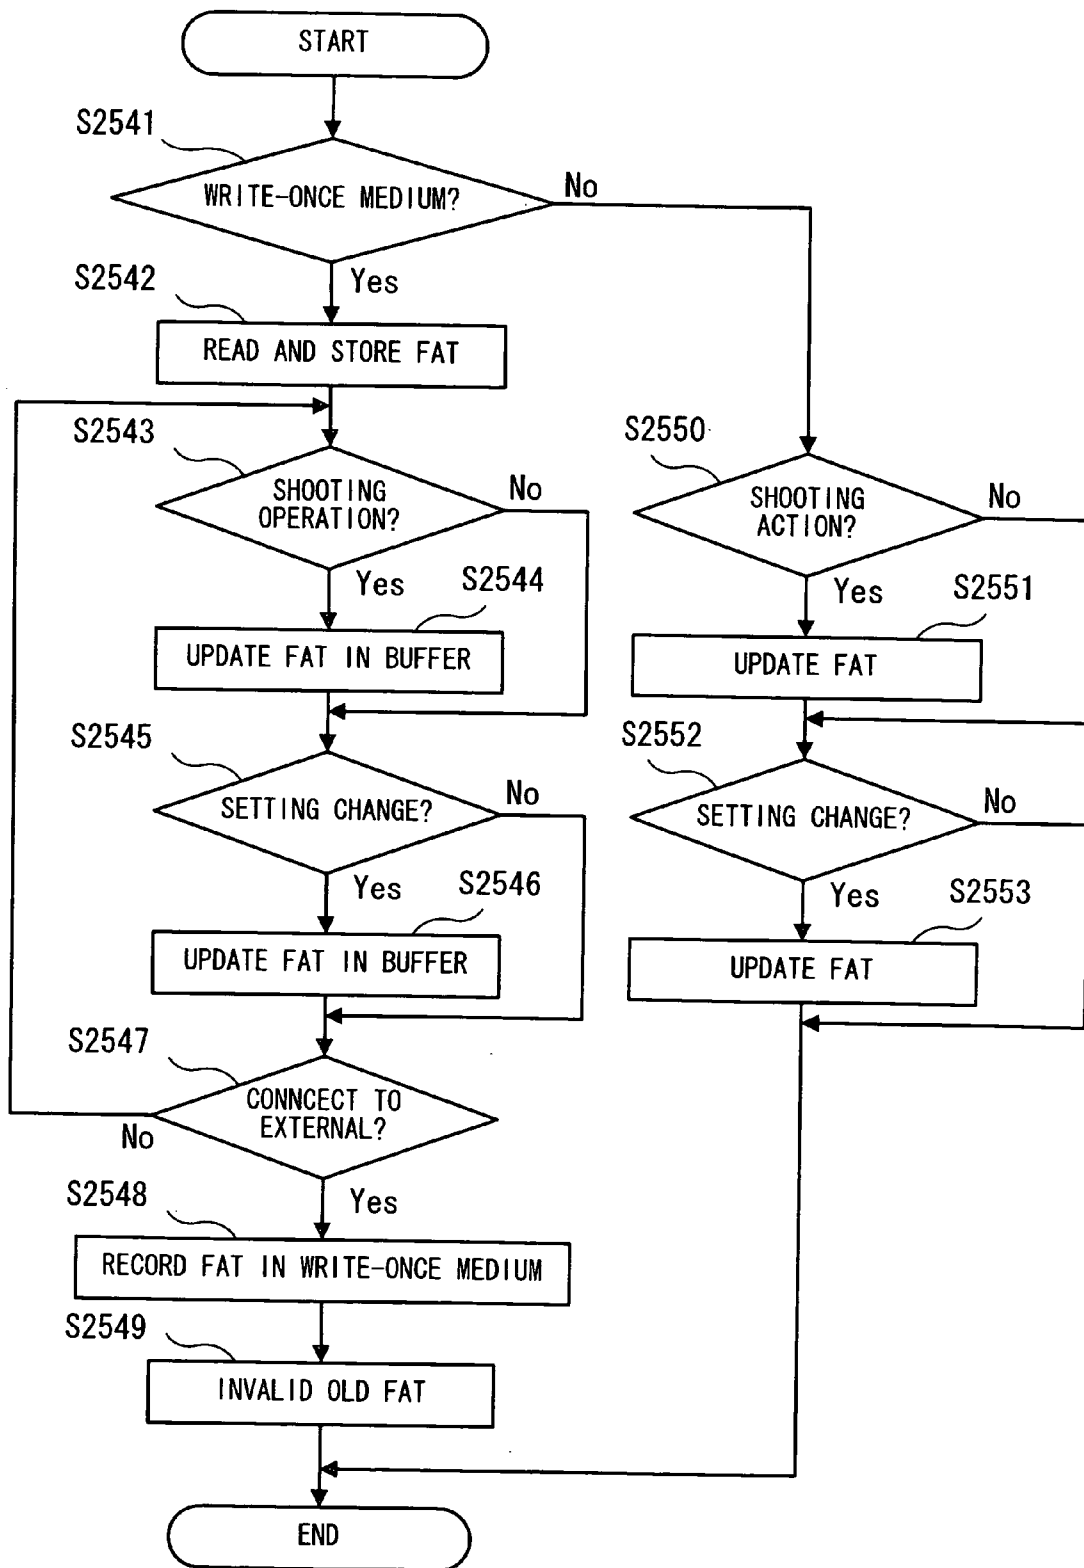 START
S2541
WRITE-ONCE MEDIUM?
No
Yes
S2542
READ AND STORE FAT
S2543
SHOOTING
OPERATION?
No
Yes
S2544
UPDATE FAT IN BUFFER
S2545
SETTING CHANGE?
No
Yes
S2546
UPDATE FAT IN BUFFER
S2547
CONNCECT TO
EXTERNAL?
No
Yes
S2548
RECORD FAT IN WRITE-ONCE MEDIUM
S2549
INVALID OLD FAT
S2550
SHOOTING
ACTION?
No
Yes
S2551
UPDATE FAT
S2552
SETTING CHANGE?
No
Yes
S2553
UPDATE FAT
END